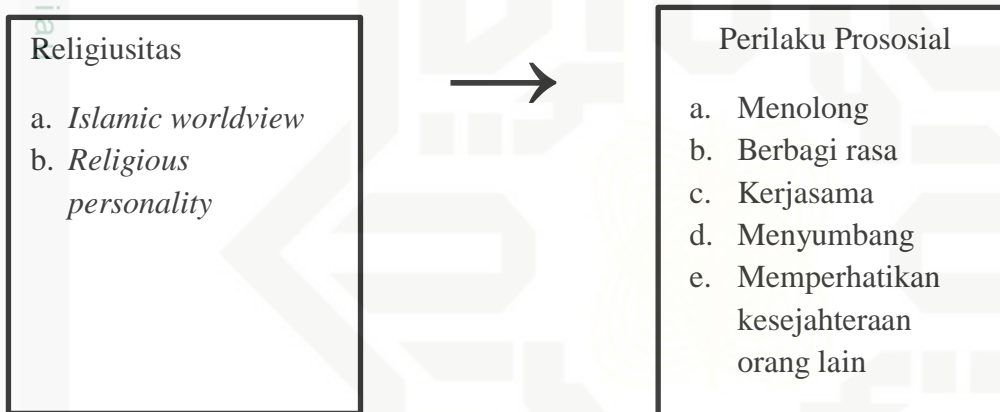 Religiusitas
a. Islamic worldview
b. Religious
personality
→
Perilaku Prososial
a. Menolong
b. Berbagi rasa
c. Kerjasama
d. Menyumbang
e. Memperhatikan
kesejahteraan
orang lain